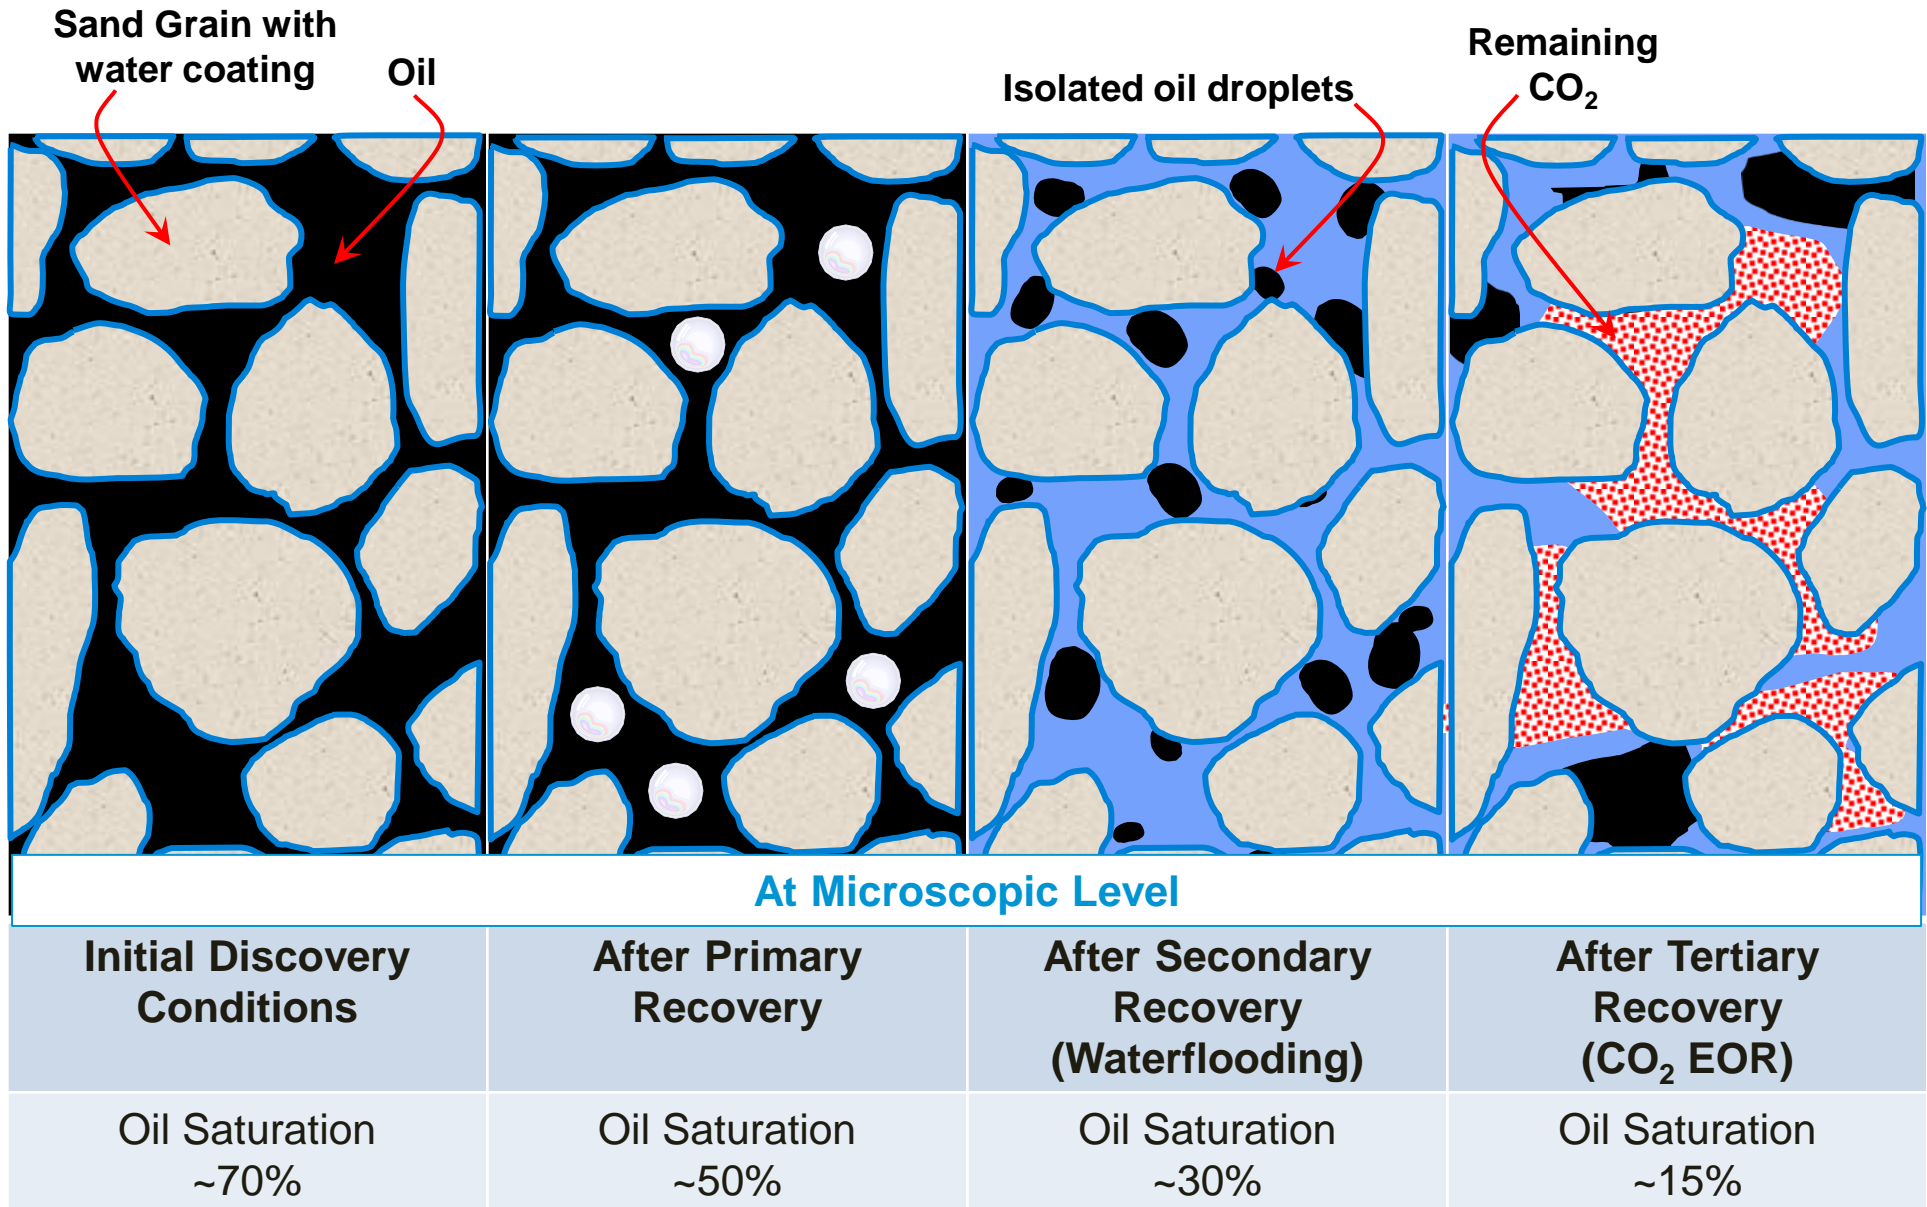 Sand Grain with
water coating
Oil
Isolated oil droplets
Remaining
CO₂
At Microscopic Level
Initial Discovery
Conditions
After Primary
Recovery
After Secondary
Recovery
(Waterflooding)
After Tertiary
Recovery
(CO₂ EOR)
Oil Saturation
~70%
Oil Saturation
~50%
Oil Saturation
~30%
Oil Saturation
~15%